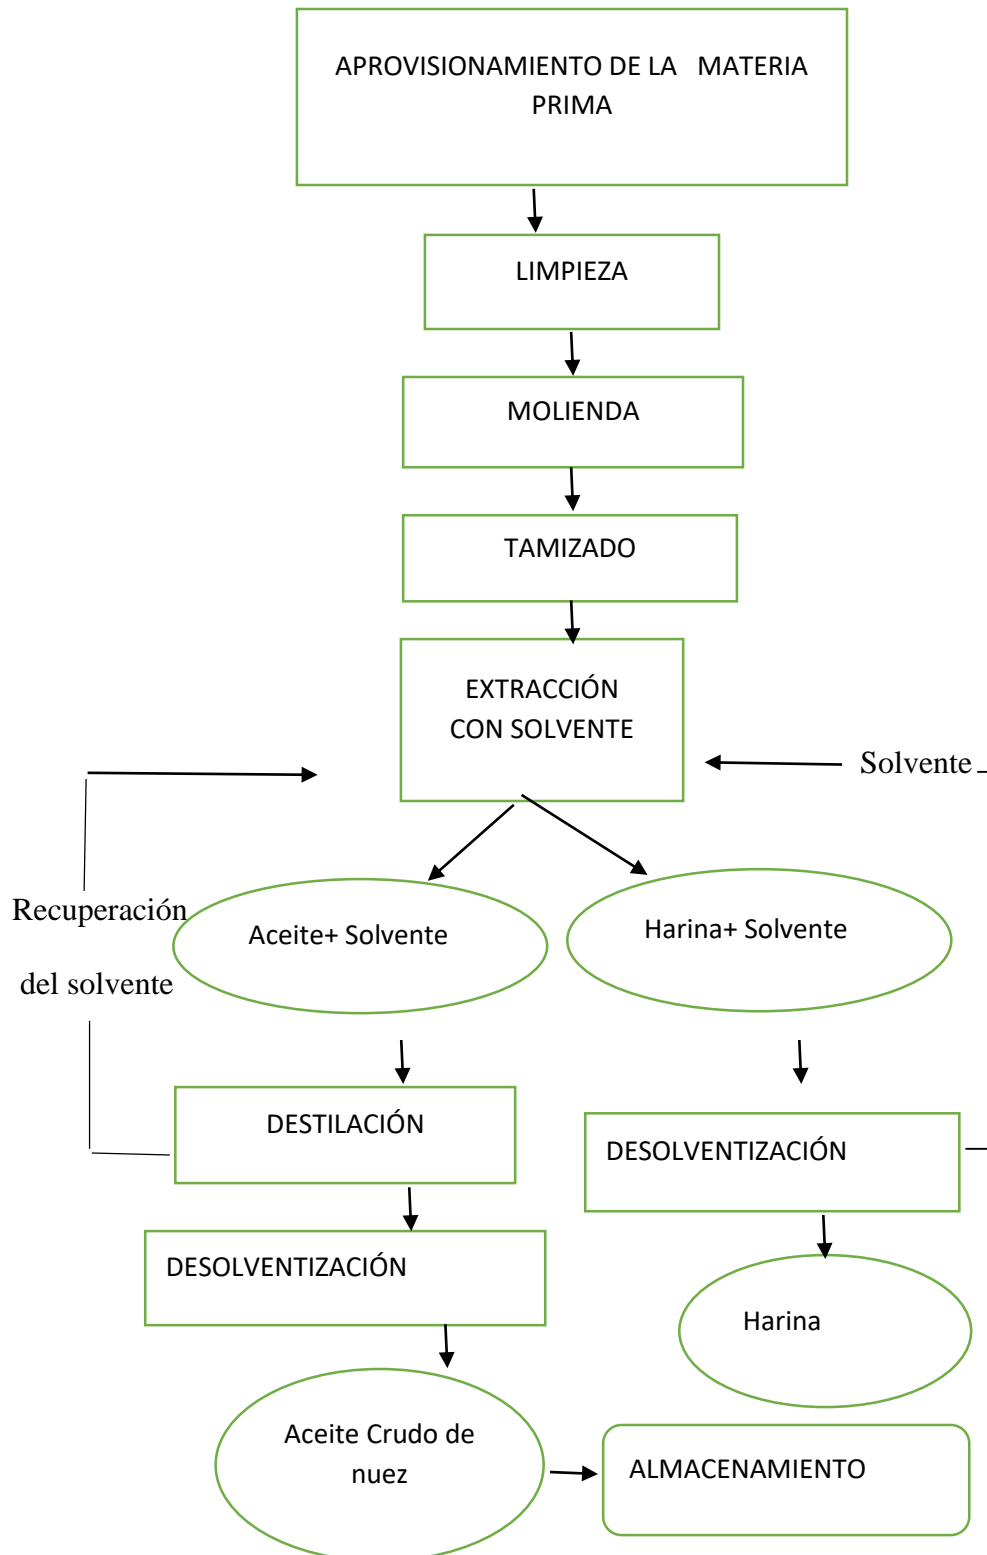 APROVISIONAMIENTO DE LA MATERIA
PRIMA
LIMPIEZA
MOLIENDA
TAMIZADO
EXTRACCIÓN
CON SOLVENTE
Solvente
Recuperación
del solvente
Aceite+ Solvente
Harina+ Solvente
DESTILACIÓN
DESOLVENTIZACIÓN
DESOLVENTIZACIÓN
Harina
Aceite Crudo de
nuez
ALMACENAMIENTO